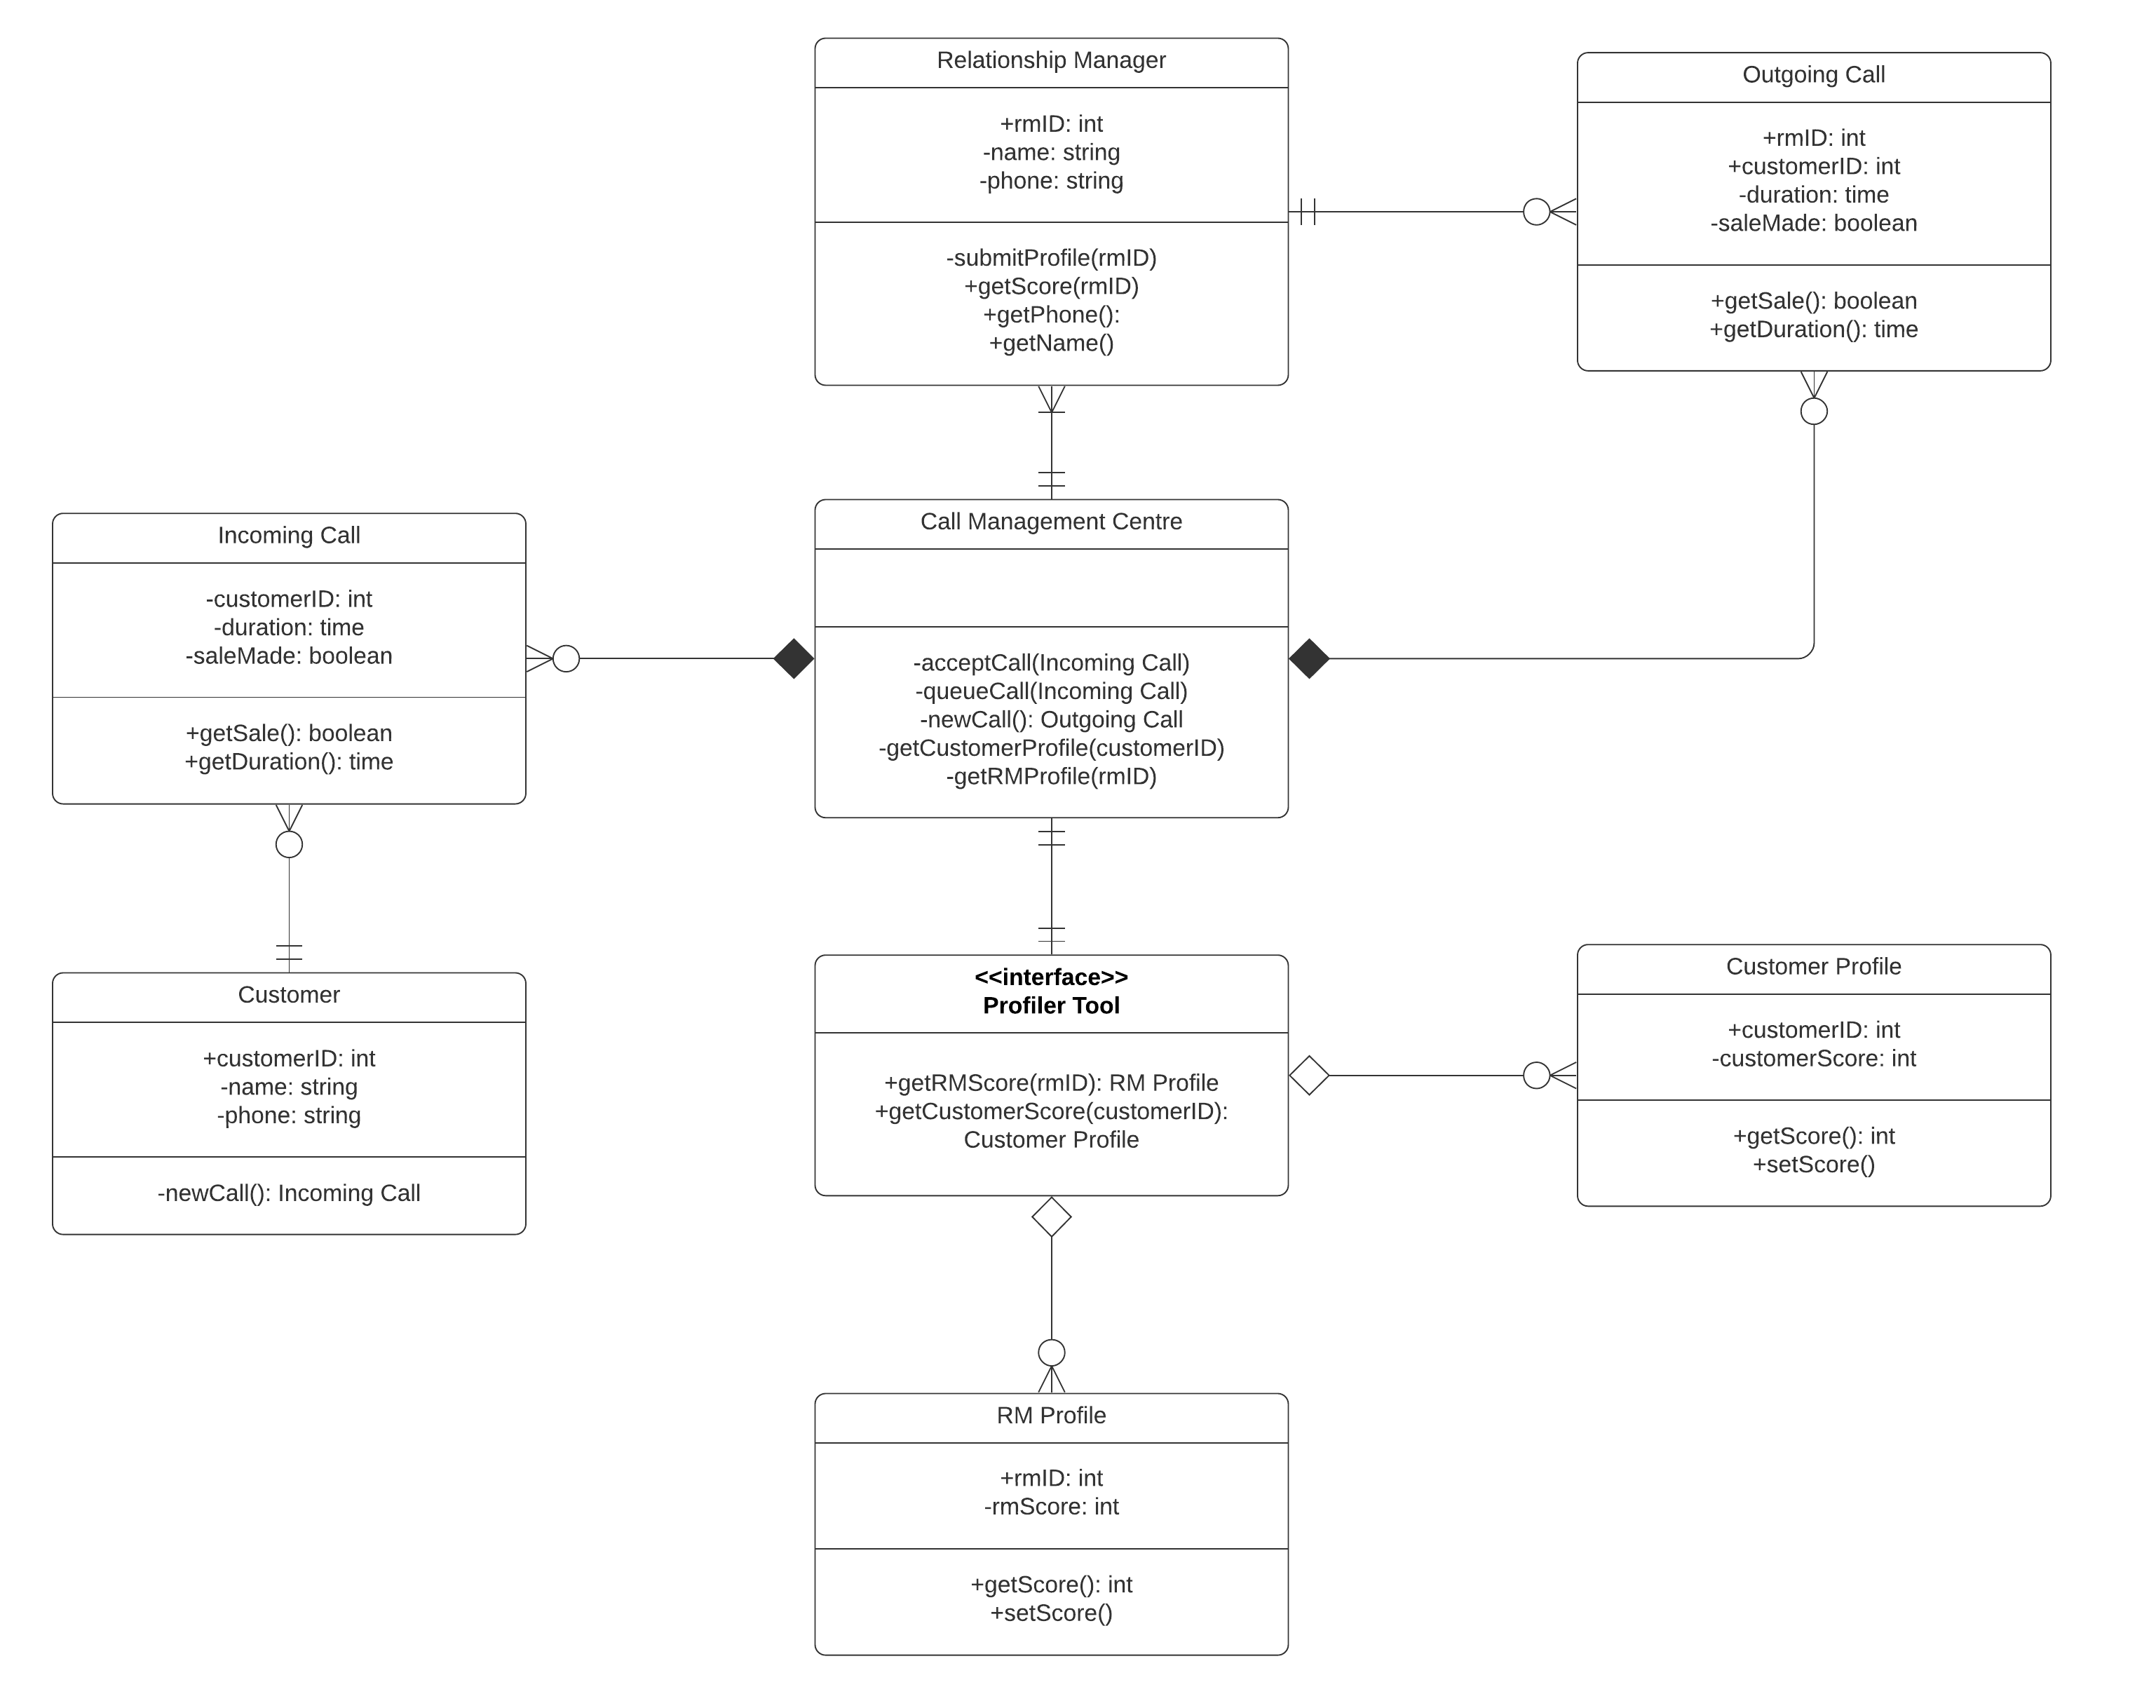 Relationship Manager
+rmID: int
-name: string
-phone: string
-submitProfile(rmID)
+getScore(rmID)
+getPhone():
+getName()
Outgoing Call
+rmID: int
+customerID: int
-duration: time
-saleMade: boolean
+getSale(): boolean
+getDuration(): time
Incoming Call
-customerID: int
-duration: time
-saleMade: boolean
+getSale(): boolean
+getDuration(): time
Call Management Centre
-acceptCall(Incoming Call)
-queueCall(Incoming Call)
-newCall(): Outgoing Call
-getCustomerProfile(customerID)
-getRMProfile(rmID)
Customer
+customerID: int
-name: string
-phone: string
-newCall(): Incoming Call
<<interface>>
Profiler Tool
+getRMScore(rmID): RM Profile
+getCustomerScore(customerID):
Customer Profile
Customer Profile
+customerID: int
-customerScore: int
+getScore(): int
+setScore()
RM Profile
+rmID: int
-rmScore: int
+getScore(): int
+setScore()